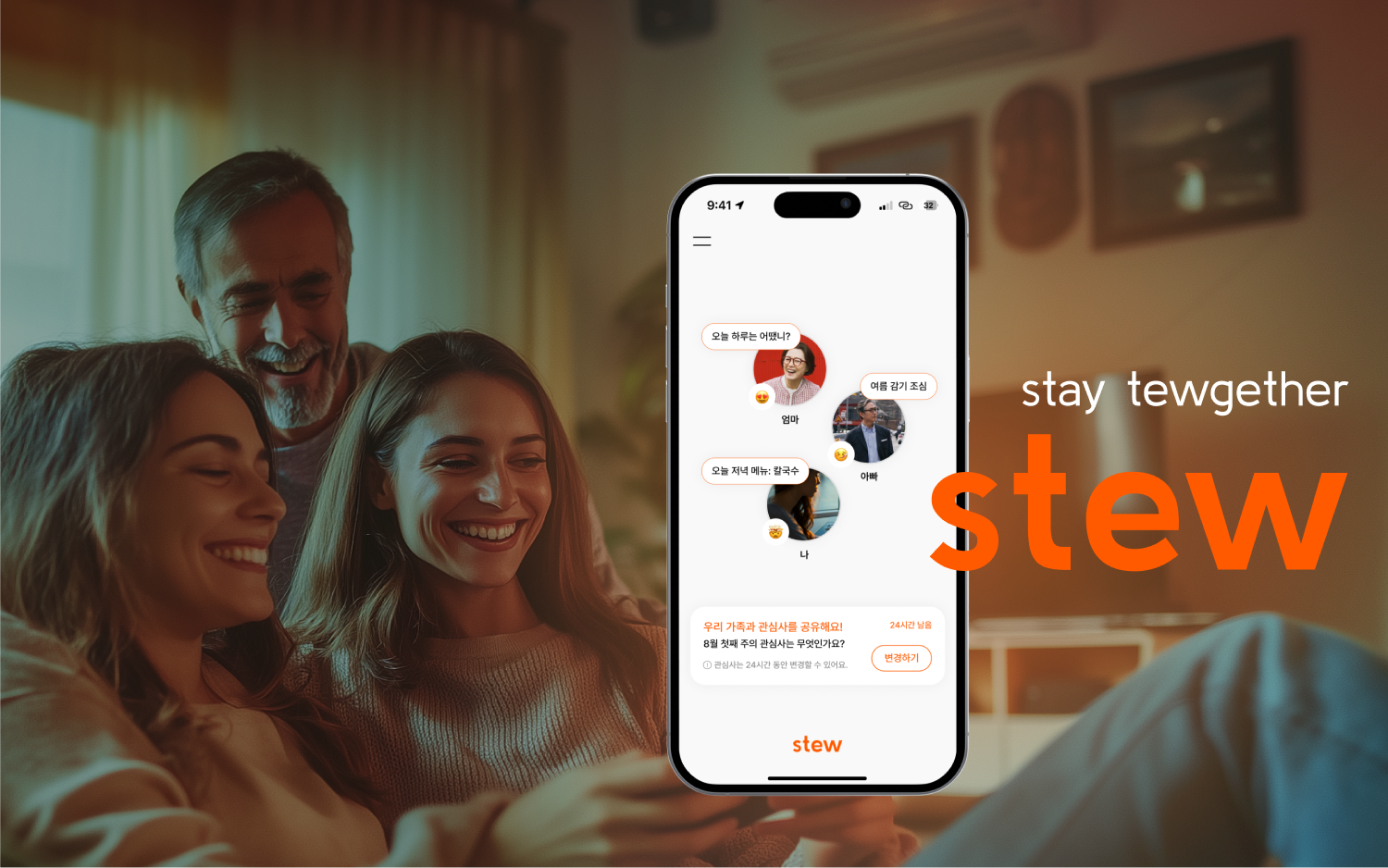 9:41
32
오늘 하루는 어땠니?
엄마
여름 감기 조심
아빠
오늘 저녁 메뉴: 칼국수
나
우리 가족과 관심사를 공유해요!
24시간 남음
8월 첫째 주의 관심사는 무엇인가요?
관심사는 24시간 동안 변경할 수 있어요.
변경하기
stew
stay tewgether
stew